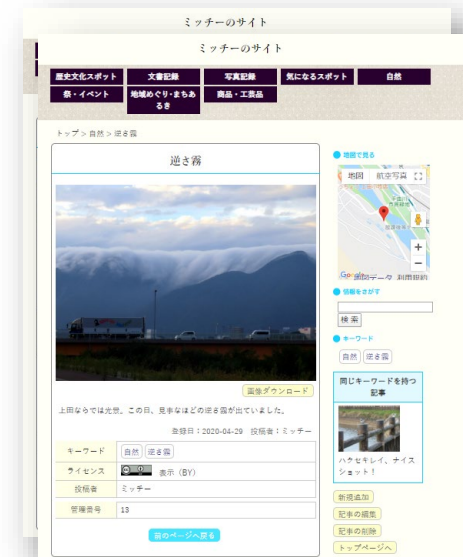 ミッチーのサイト
ミッチーのサイト
歴史文化スポット 文書記録 写真記録 気になるスポット 自然
祭・イベント 地域めぐり・まちあるき 商品・工芸品
トップ > 自然 > 逆さ霧
逆さ霧
画像ダウンロード
上田ならでは光景。この日、見事なほどの逆さ霧が出ていました。
登録日：2020-04-29 投稿者：ミッチー
キーワード 自然 逆さ霧
ライセンス 表示（BY）
投稿者 ミッチー
管理番号 13
前のページへ戻る
地図で見る
地図 航空写真
+
−
地図データ 利用規約
情報をさがす
検索
キーワード
自然 逆さ霧
同じキーワードを持つ
記事
ハクセキレイ、ナイス
ショット！
新規追加
記事の編集
記事の削除
トップページへ